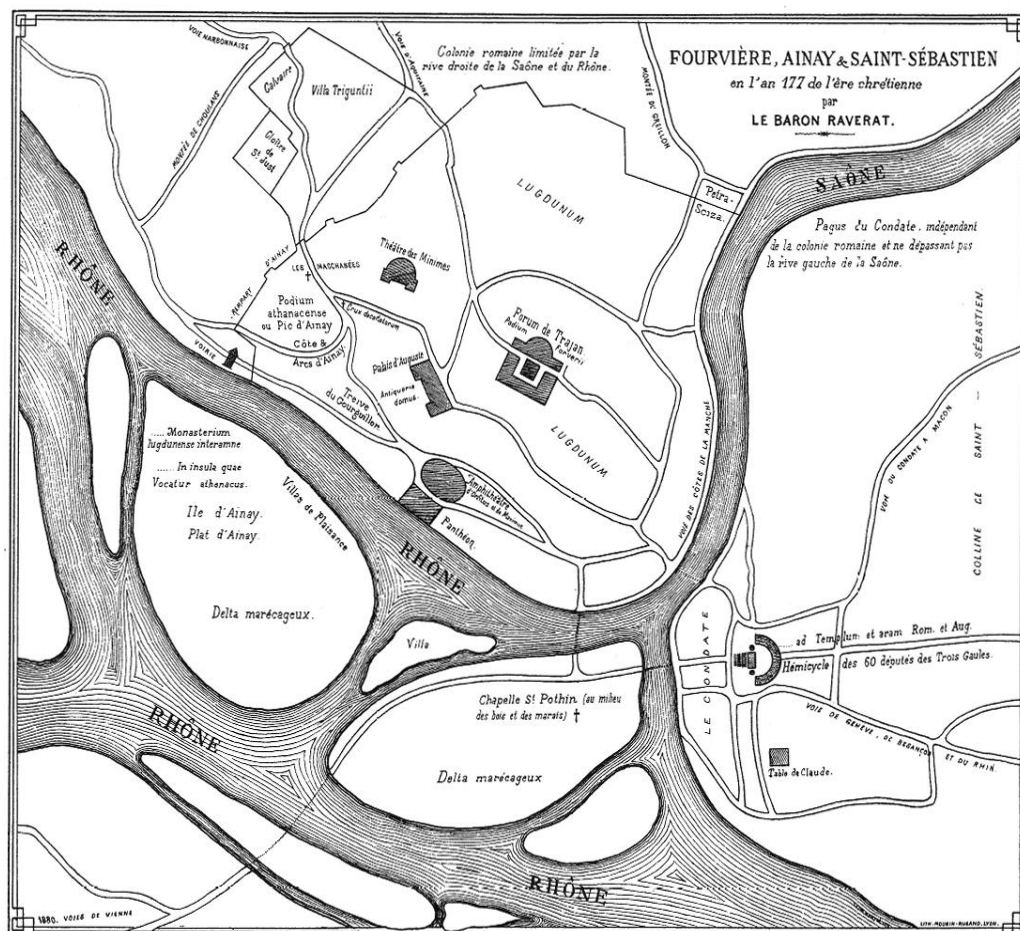 FOURVIÈRE, AINAY & SAINT-SÉBASTIEN
en l'an 177 de l'ère chrétienne
par
LE BARON RAVERAT.
VOIE NARBONNAISE
VOIE D'AQUITAINE
Colonie romaine limitée par la
rive droite de la Saône et du Rhône.
MONTÉE DE GREILLON
Calvaire
Villa Triguntii
MONTÉE DE CHOULANS
Cloître
de
St Just
LUGDUNUM
Petra-
Sciza.
SAÔNE
Pagus du Condate, indépendant
de la colonie romaine et ne dépassant pas
la rive gauche de la Saône.
RHÔNE
REMPART D'AINAY
LES MACCHABÉES
Théâtre des Minimes
Podium
athanacense
ou Pic d'Ainay
Côte &
Arcs d'Ainay.
Crux decollatorum
VOIRIE
Forum de Trajan
Podium
Forverii
Palais d'Auguste
Antiquaria
domus.
Treive
du Gourguillon.
LUGDUNUM
COLLINE DE SAINT-SÉBASTIEN.
VOIE DU CONDATE A MACON
VOIE DES CÔTES DE LA MANCHE
..... Monasterium
lugdunense interamne
...... In insula quae
Vocatur athanacus.
Ile d'Ainay.
Plat d'Ainay.
Villas de Plaisance
Amphithéâtre
Panthéon.
RHÔNE
Delta marécageux.
Villa
LE CONDATE
.... ad Templum et aram Rom. et Aug.
Hémicycle des 60 députés des Trois Gaules.
Chapelle St Pothin (au milieu
des bois et des marais)
VOIE DE GENÈVE, DE BESANÇON ET DU RHIN.
RHÔNE
Table de Claude.
Delta marécageux
RHÔNE
1880. VOIES DE VIENNE
LITH. MOUGIN-RUSAND, LYON.